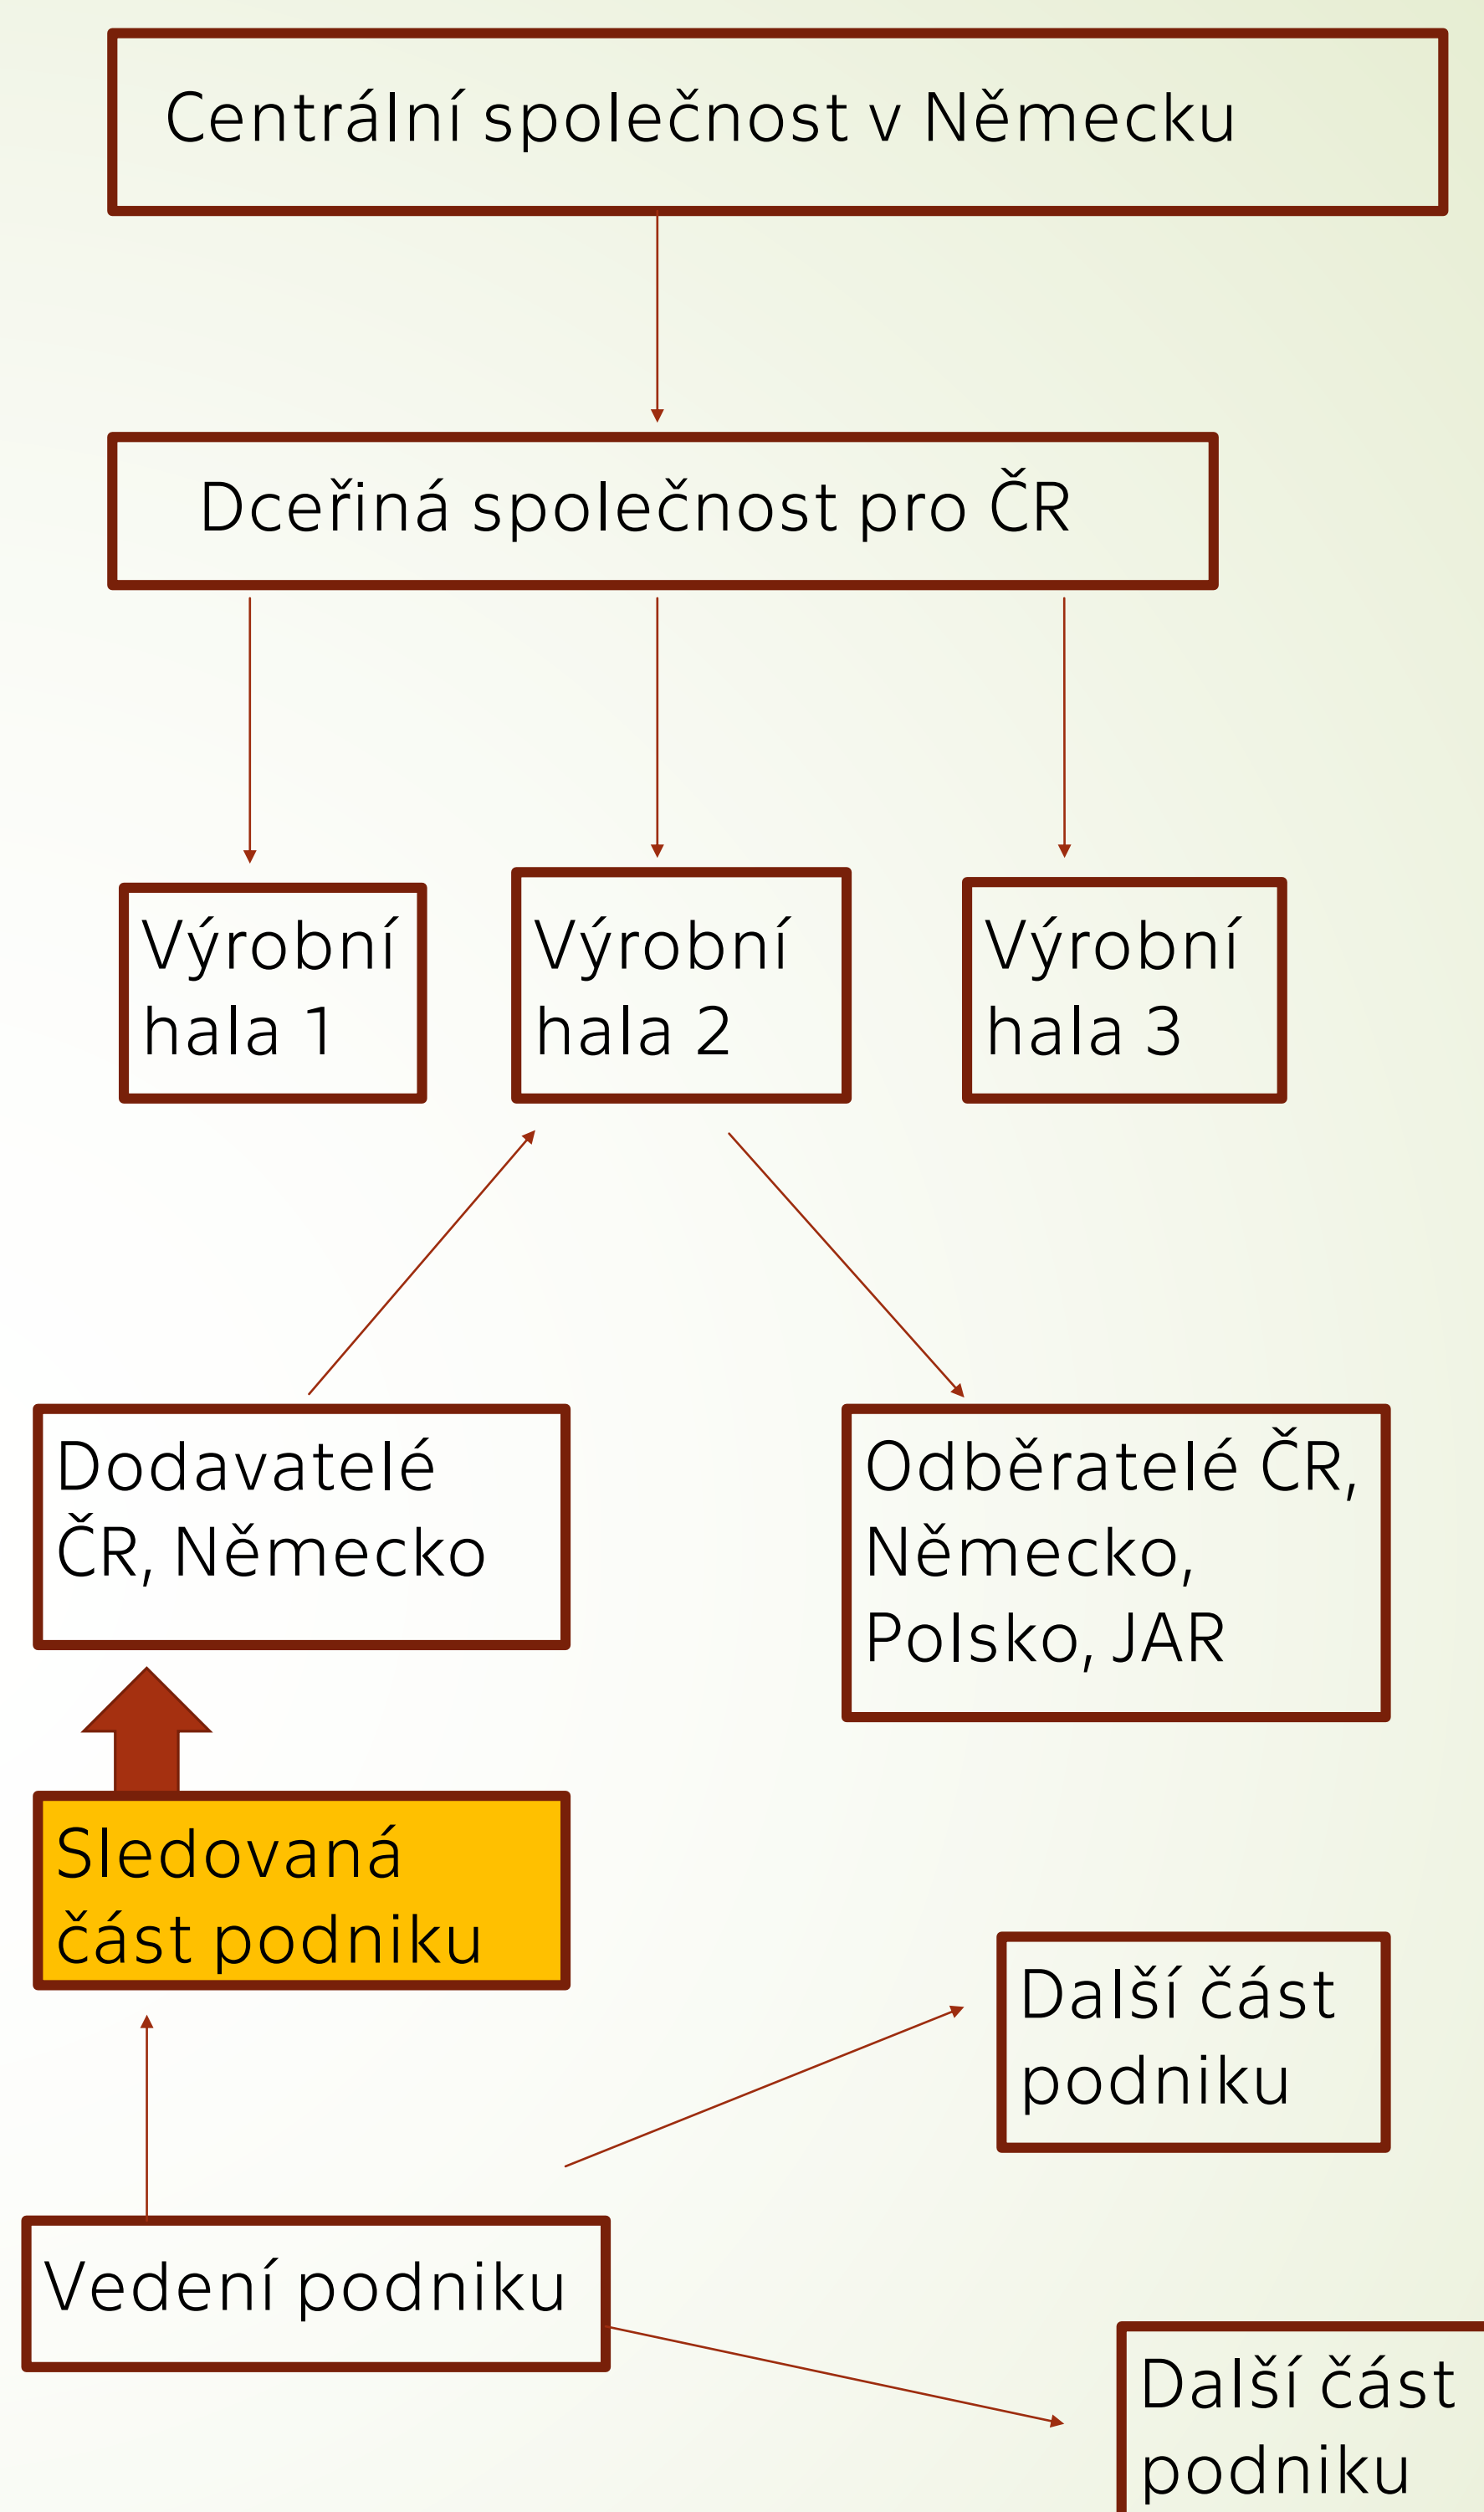 Centrální společnost v Německu
Dceřiná společnost pro ČR
Výrobní
hala 1
Výrobní
hala 2
Výrobní
hala 3
Dodavatelé
ČR, Německo
Odběratelé ČR,
Německo,
Polsko, JAR
Sledovaná
část podniku
Další část
podniku
Vedení podniku
Další část
podniku